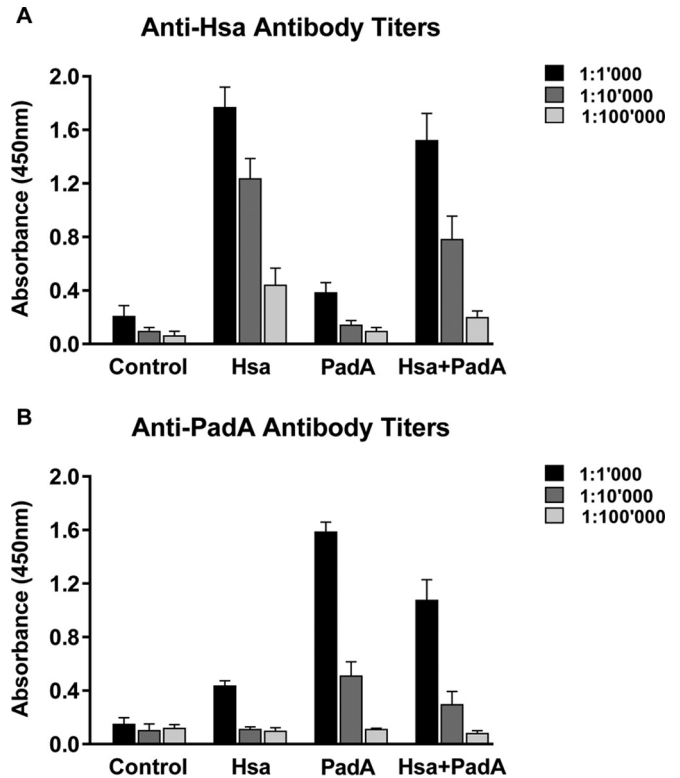 A
Anti-Hsa Antibody Titers
1:1'000
1:10'000
1:100'000
Absorbance (450nm)
2.0
1.6
1.2
0.8
0.4
0.0
Control Hsa PadA Hsa+PadA
B
Anti-PadA Antibody Titers
1:1'000
1:10'000
1:100'000
Absorbance (450nm)
2.0
1.6
1.2
0.8
0.4
0.0
Control Hsa PadA Hsa+PadA